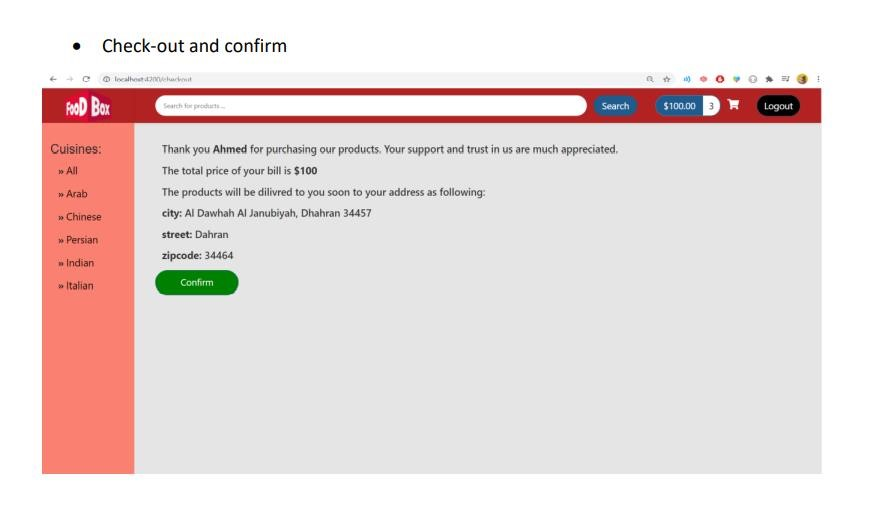 • Check-out and confirm
localhost:4200/checkout
FooD Box
Search for products ...
Search
$100.00 3
Logout
Cuisines:
» All
» Arab
» Chinese
» Persian
» Indian
» Italian
Thank you Ahmed for purchasing our products. Your support and trust in us are much appreciated.
The total price of your bill is $100
The products will be dilivred to you soon to your address as following:
city: Al Dawhah Al Janubiyah, Dhahran 34457
street: Dahran
zipcode: 34464
Confirm